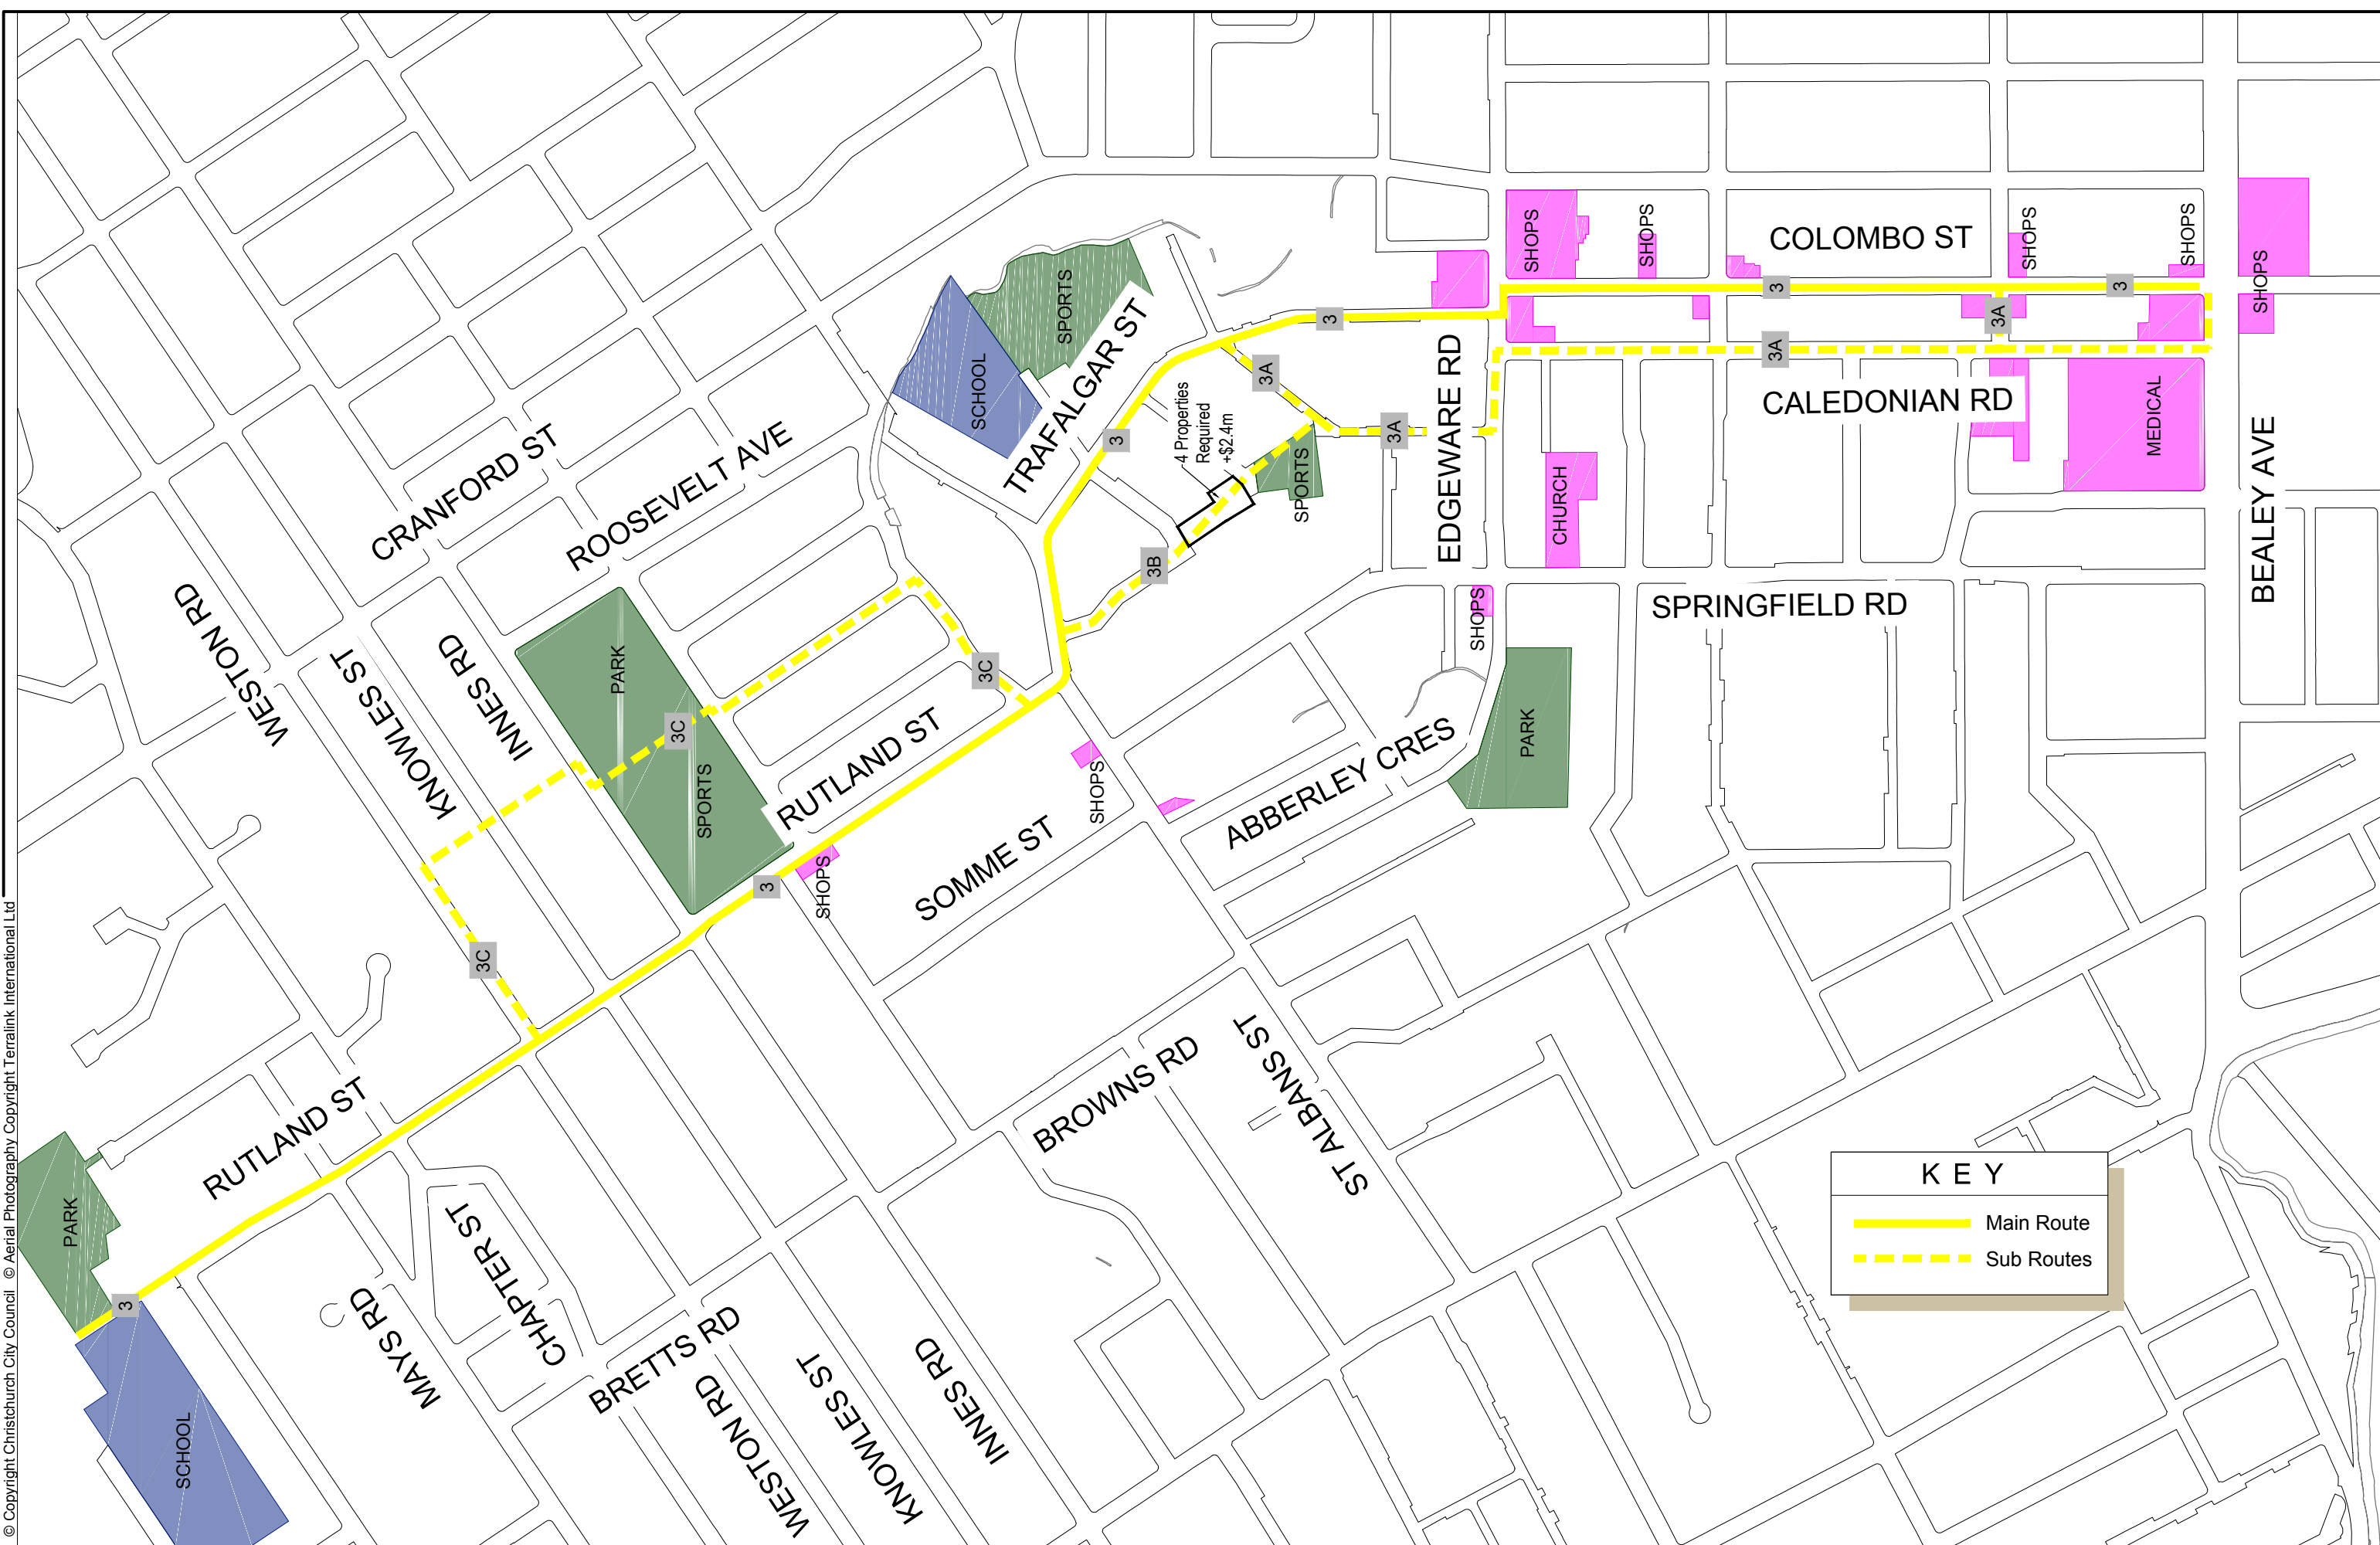 COLOMBO ST
SHOPS
SHOPS
SHOPS
SHOPS
SHOPS
SPORTS
TRAFALGAR ST
SCHOOL
3
3
3
3A
3A
CALEDONIAN RD
MEDICAL
BEALEY AVE
EDGEWARE RD
3A
3A
4 Properties
Required
+$2.4m
3
SPORTS
CHURCH
3B
CRANFORD ST
ROOSEVELT AVE
WESTON RD
KNOWLES ST
INNES RD
PARK
3C
3C
SPORTS
RUTLAND ST
SHOPS
SPRINGFIELD RD
SHOPS
ABBERLEY CRES
PARK
3
SHOPS
SOMME ST
3C
BROWNS RD
ST ALBANS ST
RUTLAND ST
PARK
3
SCHOOL
MAYS RD
CHAPTER ST
BRETTS RD
WESTON RD
KNOWLES ST
INNES RD
KEY
Main Route
Sub Routes
© Copyright Christchurch City Council © Aerial Photography Copyright Terralink International Ltd